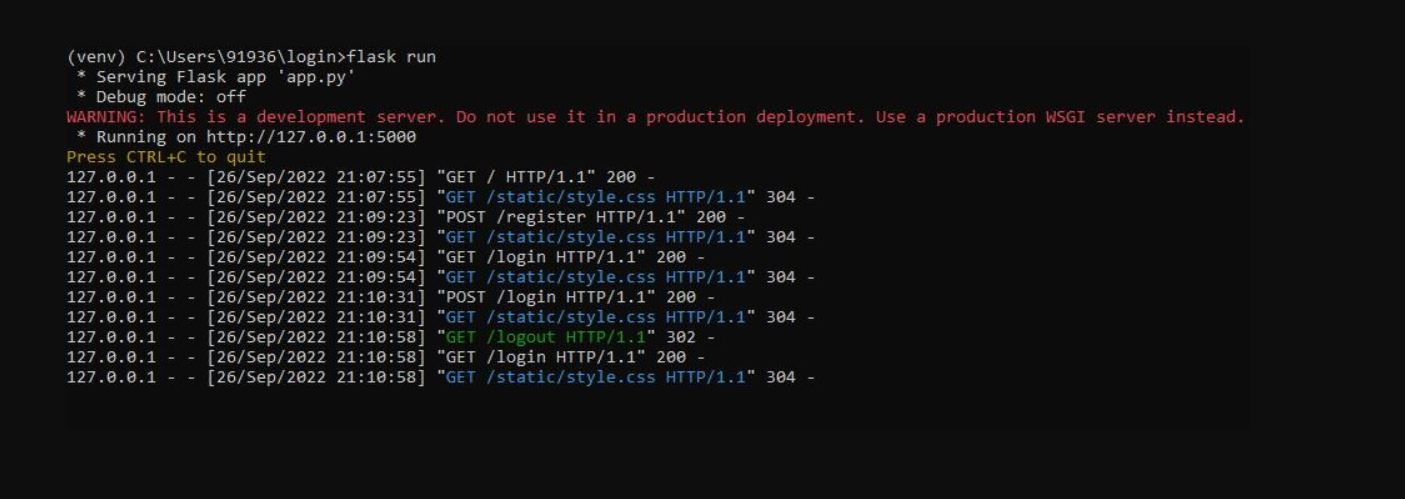 (venv) C:\Users\91936\login>flask run
 * Serving Flask app 'app.py'
 * Debug mode: off
WARNING: This is a development server. Do not use it in a production deployment. Use a production WSGI server instead.
 * Running on http://127.0.0.1:5000
Press CTRL+C to quit
127.0.0.1 - - [26/Sep/2022 21:07:55] "GET / HTTP/1.1" 200 -
127.0.0.1 - - [26/Sep/2022 21:07:55] "GET /static/style.css HTTP/1.1" 304 -
127.0.0.1 - - [26/Sep/2022 21:09:23] "POST /register HTTP/1.1" 200 -
127.0.0.1 - - [26/Sep/2022 21:09:23] "GET /static/style.css HTTP/1.1" 304 -
127.0.0.1 - - [26/Sep/2022 21:09:54] "GET /login HTTP/1.1" 200 -
127.0.0.1 - - [26/Sep/2022 21:09:54] "GET /static/style.css HTTP/1.1" 304 -
127.0.0.1 - - [26/Sep/2022 21:10:31] "POST /login HTTP/1.1" 200 -
127.0.0.1 - - [26/Sep/2022 21:10:31] "GET /static/style.css HTTP/1.1" 304 -
127.0.0.1 - - [26/Sep/2022 21:10:58] "GET /logout HTTP/1.1" 302 -
127.0.0.1 - - [26/Sep/2022 21:10:58] "GET /login HTTP/1.1" 200 -
127.0.0.1 - - [26/Sep/2022 21:10:58] "GET /static/style.css HTTP/1.1" 304 -